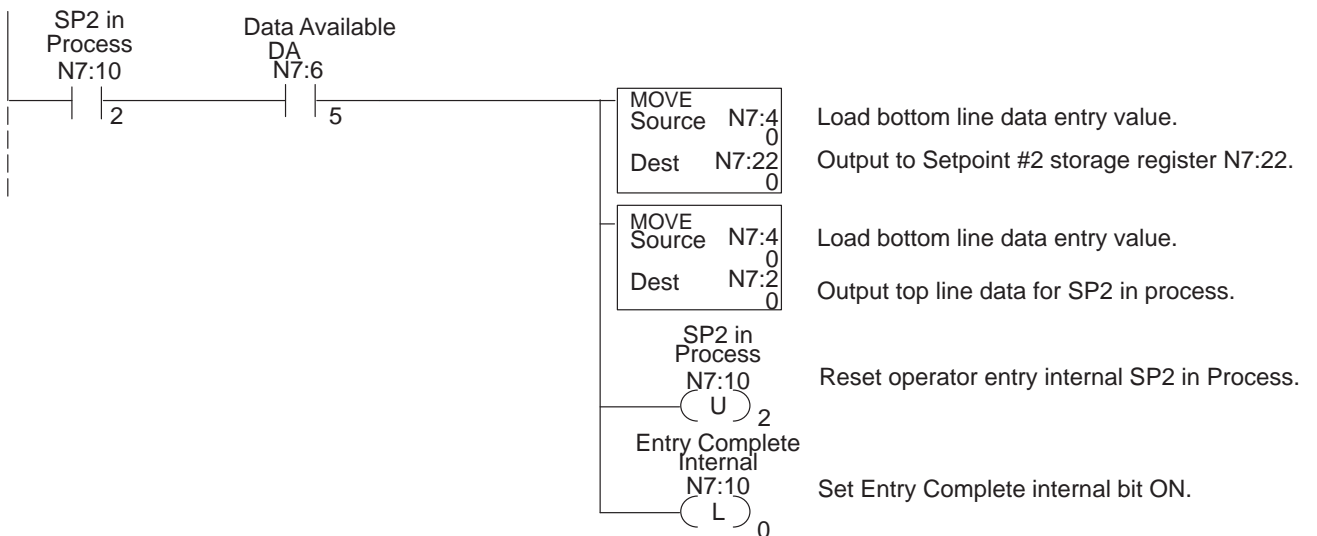 SP2 in
Process
N7:10
2
Data Available
DA
N7:6
5
MOVE
Source N7:4
0
Dest N7:22
0
Load bottom line data entry value.
Output to Setpoint #2 storage register N7:22.
MOVE
Source N7:4
0
Dest N7:2
0
Load bottom line data entry value.
Output top line data for SP2 in process.
SP2 in
Process
N7:10
U
2
Reset operator entry internal SP2 in Process.
Entry Complete
Internal
N7:10
L
0
Set Entry Complete internal bit ON.